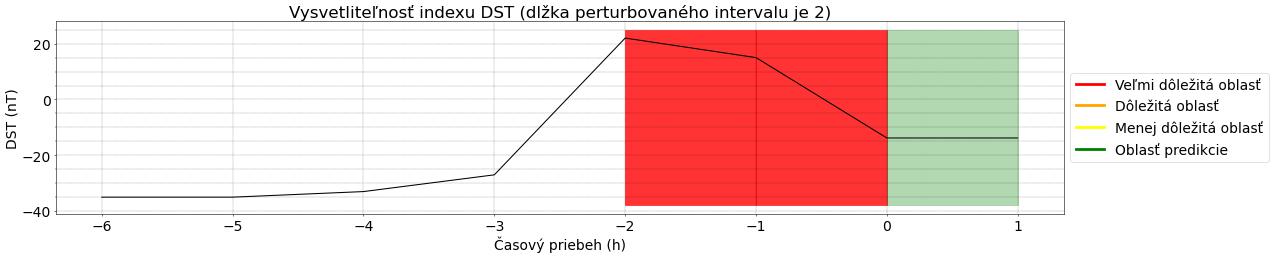 Vysvetliteľnosť indexu DST (dĺžka perturbovaného intervalu je 2)
DST (nT)
20
0
−20
−40
−6 −5 −4 −3 −2 −1 0 1
Časový priebeh (h)
Veľmi dôležitá oblasť
Dôležitá oblasť
Menej dôležitá oblasť
Oblasť predikcie